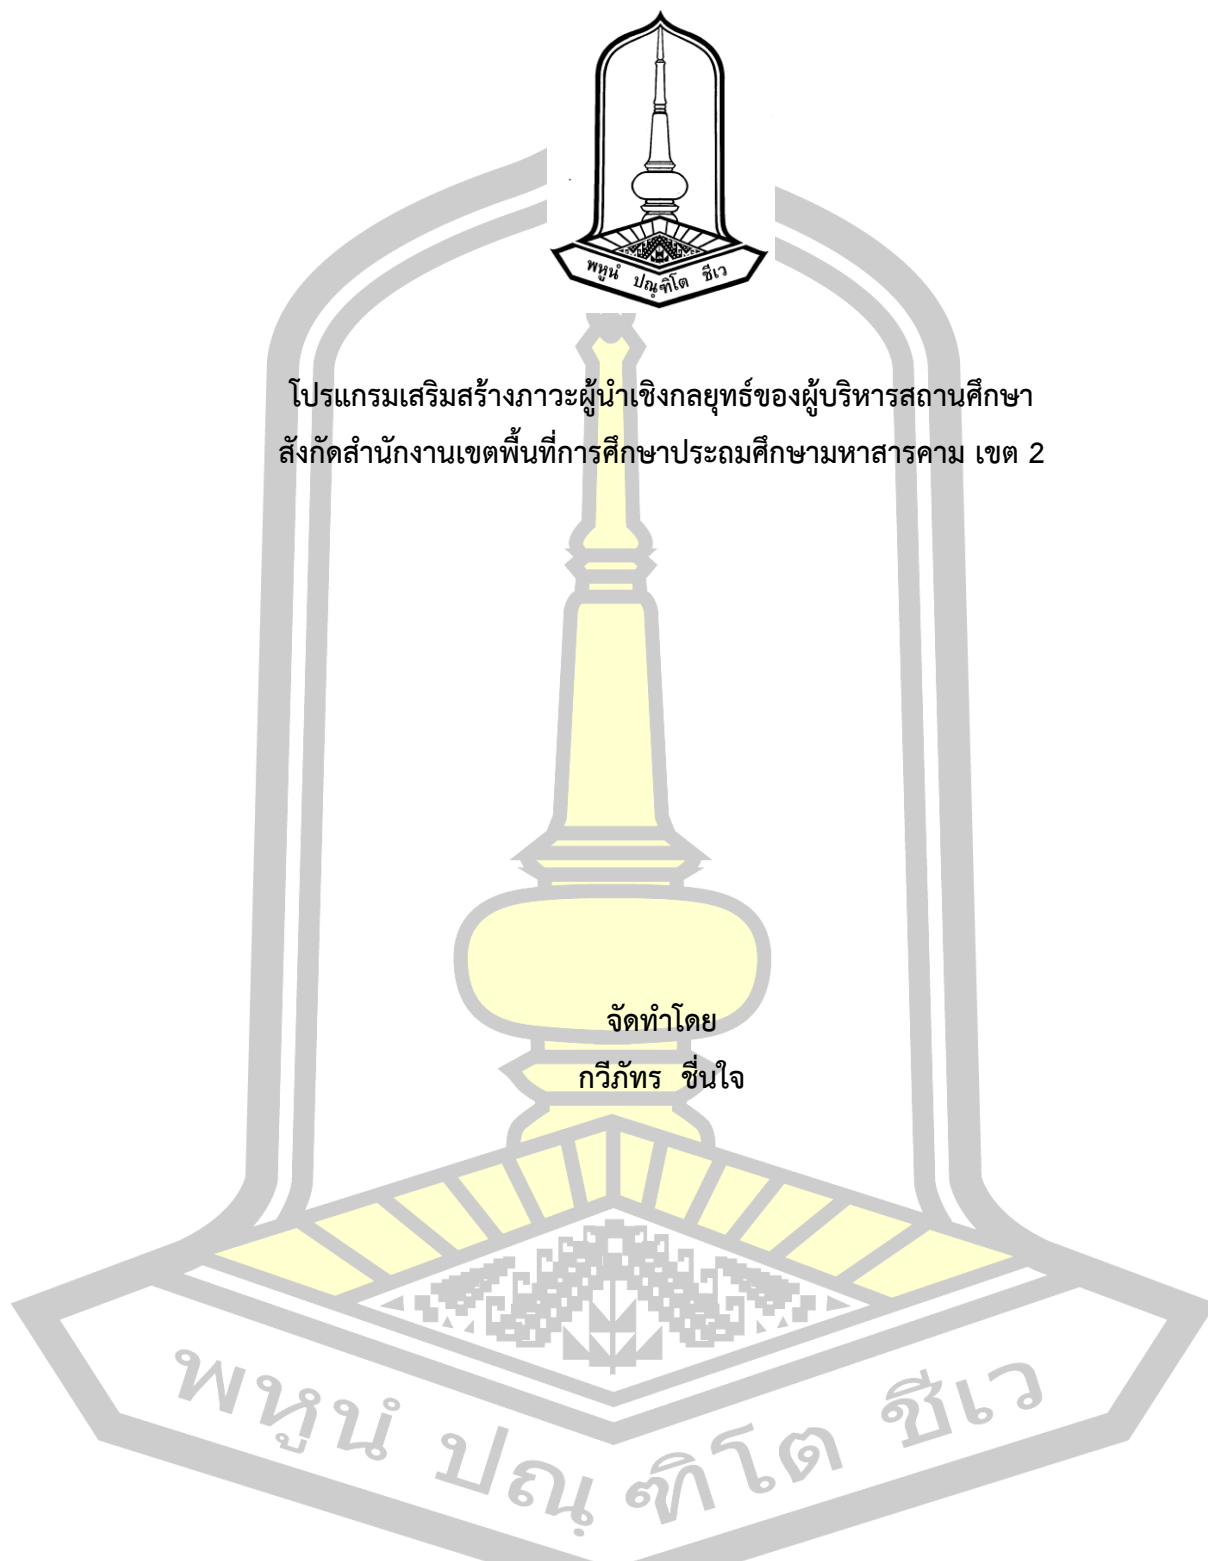 พหูนํ ปณฺฑิโต ชีเว
โปรแกรมเสริมสร้างภาวะผู้นำเชิงกลยุทธ์ของผู้บริหารสถานศึกษา
สังกัดสำนักงานเขตพื้นที่การศึกษาประถมศึกษามหาสารคาม เขต 2
จัดทำโดย
กวีภัทร ชื่นใจ
พหูนํ ปณฺฑิโต ชีเว